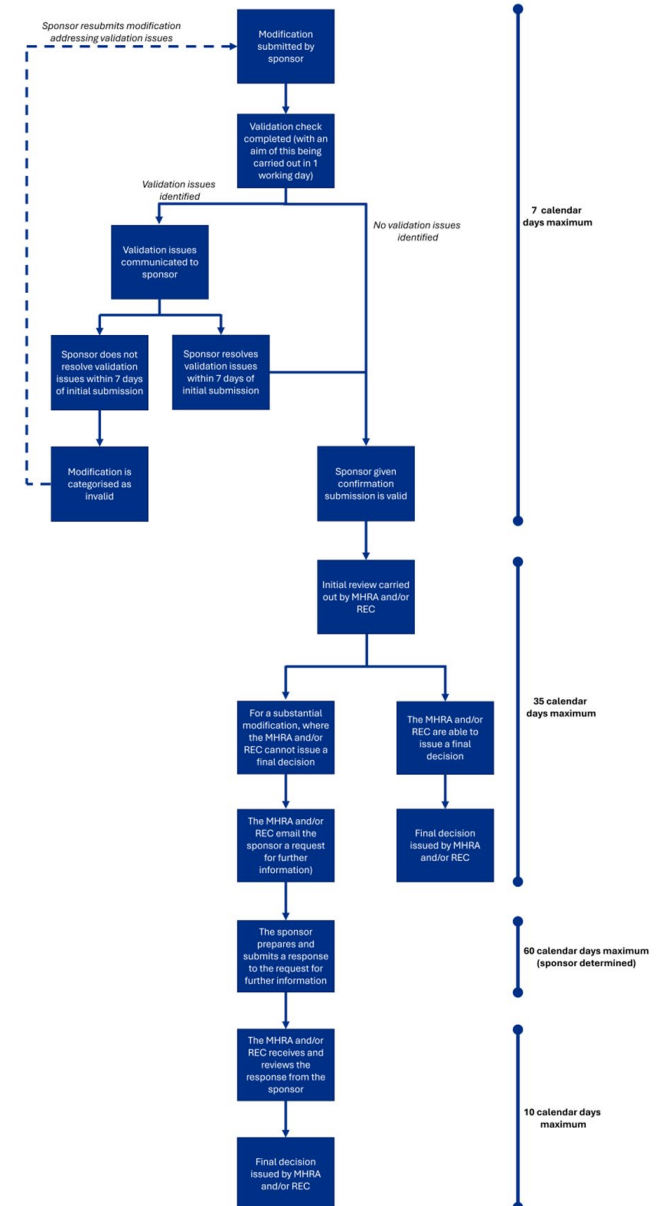 Sponsor resubmits modification
addressing validation issues
Modification
submitted by
sponsor
Validation check
completed (with an
aim of this being
carried out in 1
working day)
Validation issues
identified
No validation issues
identified
7 calendar
days maximum
Validation issues
communicated to
sponsor
Sponsor does not
resolve validation
issues within 7 days
of initial submission
Sponsor resolves
validation issues
within 7 days of
initial submission
Modification is
categorised as
invalid
Sponsor given
confirmation
submission is valid
Initial review carried
out by MHRA and/or
REC
35 calendar
days maximum
For a substantial
modification, where
the MHRA and/or
REC cannot issue a
final decision
The MHRA and/or
REC are able to
issue a final
decision
The MHRA and/or
REC email the
sponsor a request
for further
information)
Final decision
issued by MHRA
and/or REC
The sponsor
prepares and
submits a response
to the request for
further information
60 calendar days maximum
(sponsor determined)
The MHRA and/or
REC receives and
reviews the
response from the
sponsor
10 calendar days
maximum
Final decision
issued by MHRA
and/or REC